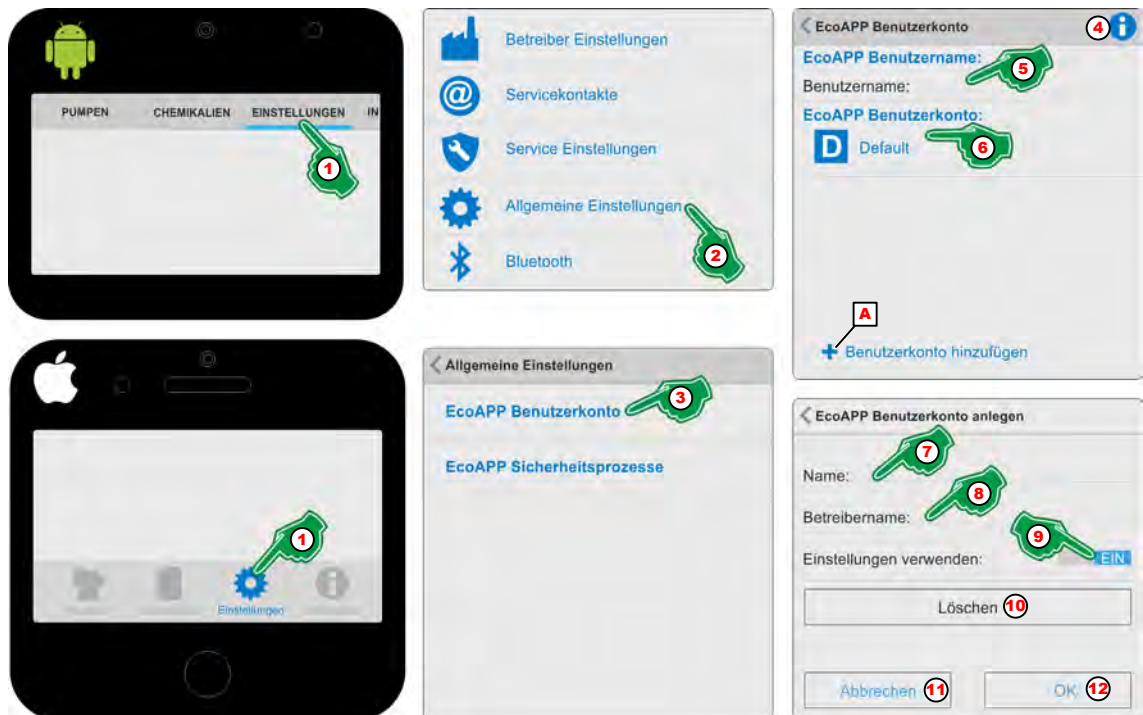 PUMPEN CHEMIKALIEN EINSTELLUNGEN IN
1
Einstellungen
1
Betreiber Einstellungen
@ Servicekontakte
Service Einstellungen
Allgemeine Einstellungen
2
Bluetooth
Allgemeine Einstellungen
EcoAPP Benutzerkonto
3
EcoAPP Sicherheitsprozesse
EcoAPP Benutzerkonto
4
EcoAPP Benutzername:
5
Benutzername:
EcoAPP Benutzerkonto:
D Default
6
A
+ Benutzerkonto hinzufügen
EcoAPP Benutzerkonto anlegen
7
Name:
8
Betreibername:
9
Einstellungen verwenden: EIN
Löschen 10
Abbrechen 11
OK 12